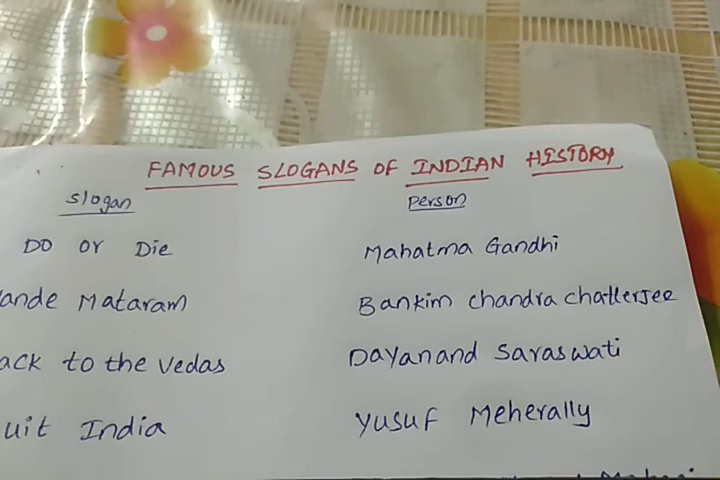 FAMOUS SLOGANS OF INDIAN HISTORY
slogan person
DO OR Die Mahatma Gandhi
ande Mataram Bankim Chandra Chatterjee
ack to the Vedas Dayanand Saraswati
uit India Yusuf Meherally